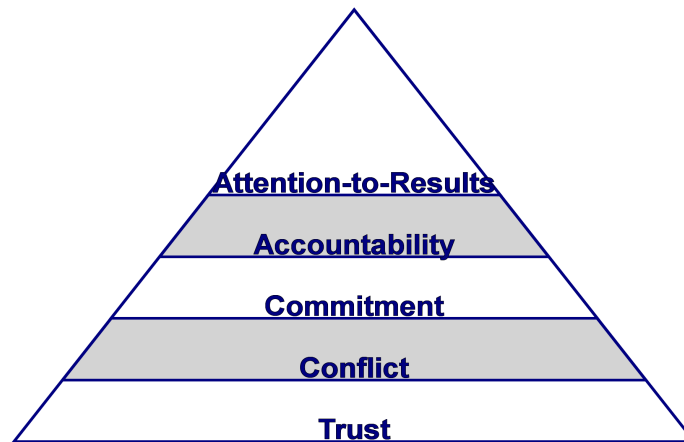 Attention-to-Results
Accountability
Commitment
Conflict
Trust